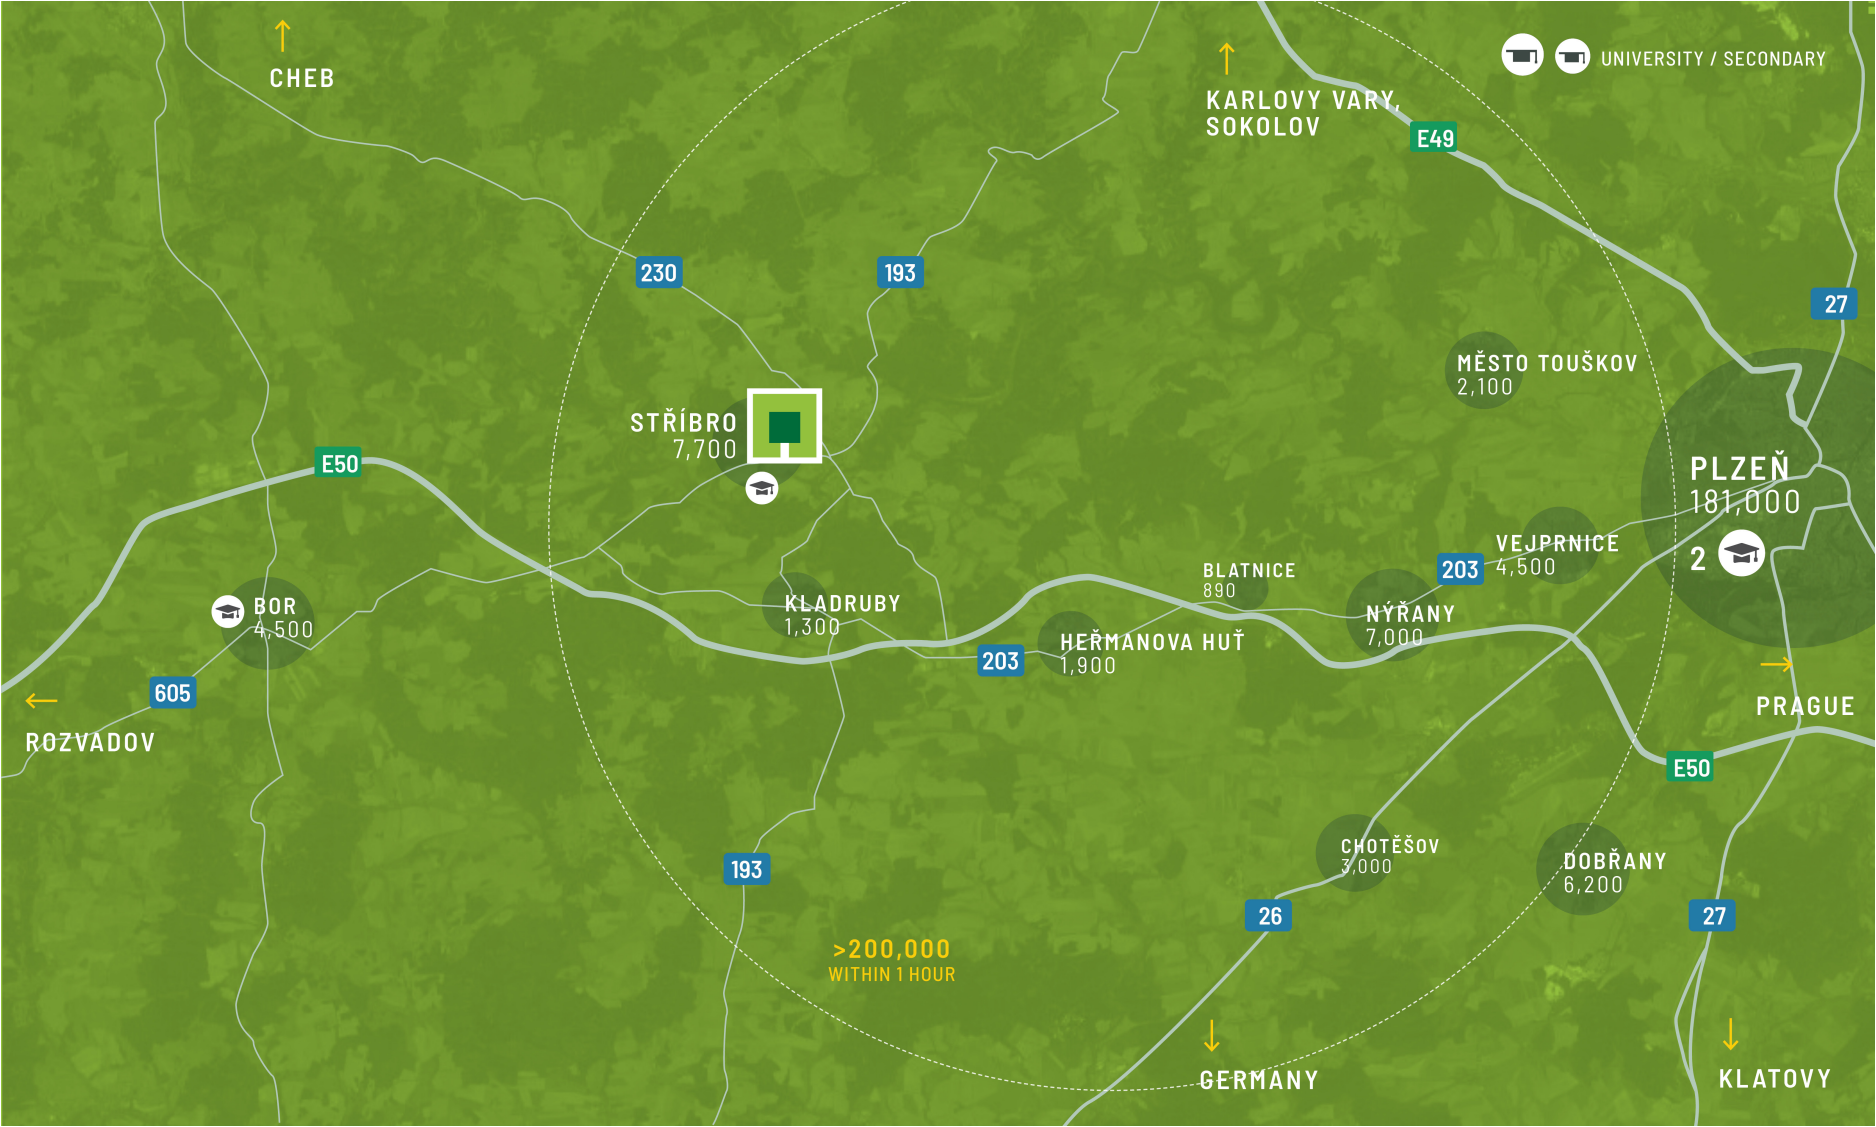 CHEB
KARLOVY VARY,
SOKOLOV
UNIVERSITY / SECONDARY
E49
230
193
27
MĚSTO TOUŠKOV
2,100
STŘÍBRO
7,700
E50
PLZEŇ
181,000
2
VEJPRNICE
4,500
203
BLATNICE
890
BOR
4,500
KLADRUBY
1,300
NÝŘANY
7,000
HEŘMANOVA HUŤ
1,900
203
605
ROZVADOV
PRAGUE
E50
CHOTĚŠOV
3,000
DOBŘANY
6,200
193
26
27
>200,000
WITHIN 1 HOUR
GERMANY
KLATOVY